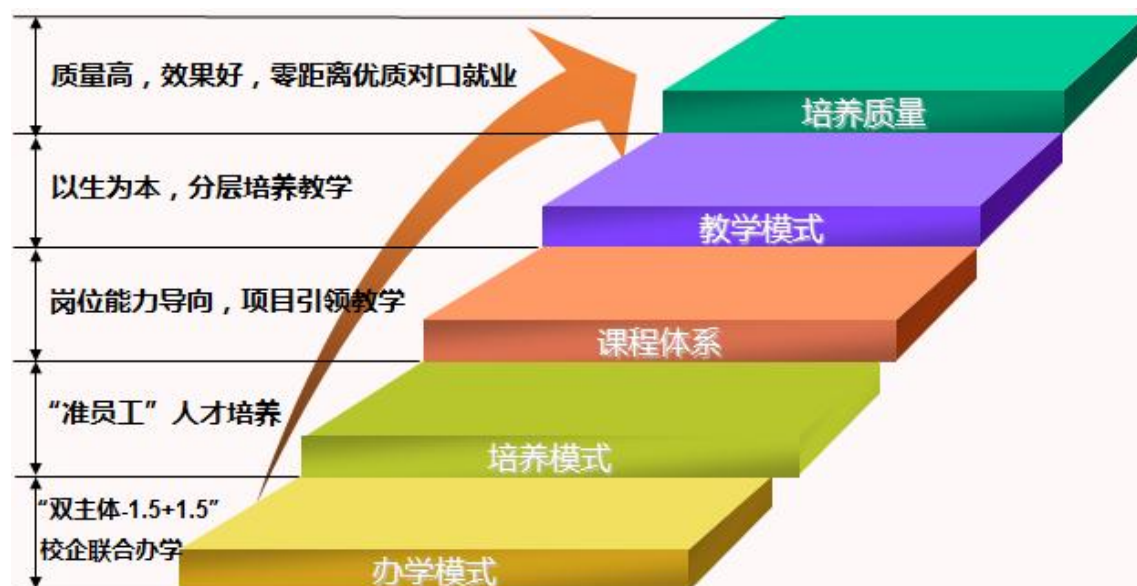 质量高，效果好，零距离优质对口就业
培养质量
以生为本，分层培养教学
教学模式
岗位能力导向，项目引领教学
课程体系
“准员工”人才培养
培养模式
“双主体-1.5+1.5”
校企联合办学
办学模式